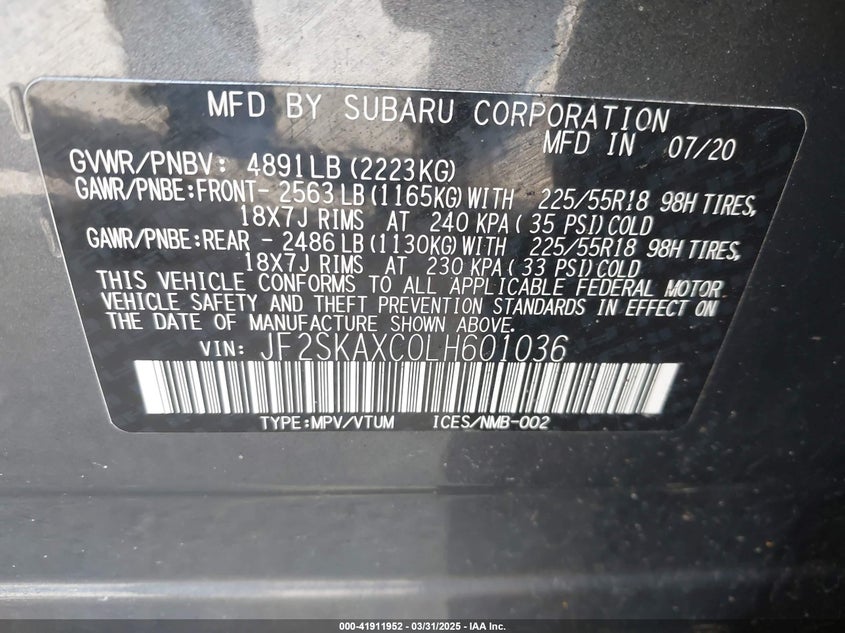 MFD BY SUBARU CORPORATION
MFD IN 07/20
GVWR/PNBV: 4891LB (2223KG)
GAWR/PNBE:FRONT- 2563LB(1165KG)WITH 225/55R18 98H TIRES,
18X7J RIMS AT 240 KPA( 35 PSI)COLD
GAWR/PNBE:REAR - 2486LB(1130KG)WITH 225/55R18 98H TIRES,
18X7J RIMS AT 230 KPA( 33 PSI)COLD
THIS VEHICLE CONFORMS TO ALL APPLICABLE FEDERAL MOTOR
VEHICLE SAFETY AND THEFT PREVENTION STANDARDS IN EFFECT ON
THE DATE OF MANUFACTURE SHOWN ABOVE.
VIN: JF2SKAXC0LH601036
TYPE:MPV/VTUM ICES/NMB-002
000-41911952 - 03/31/2025 - IAA Inc.